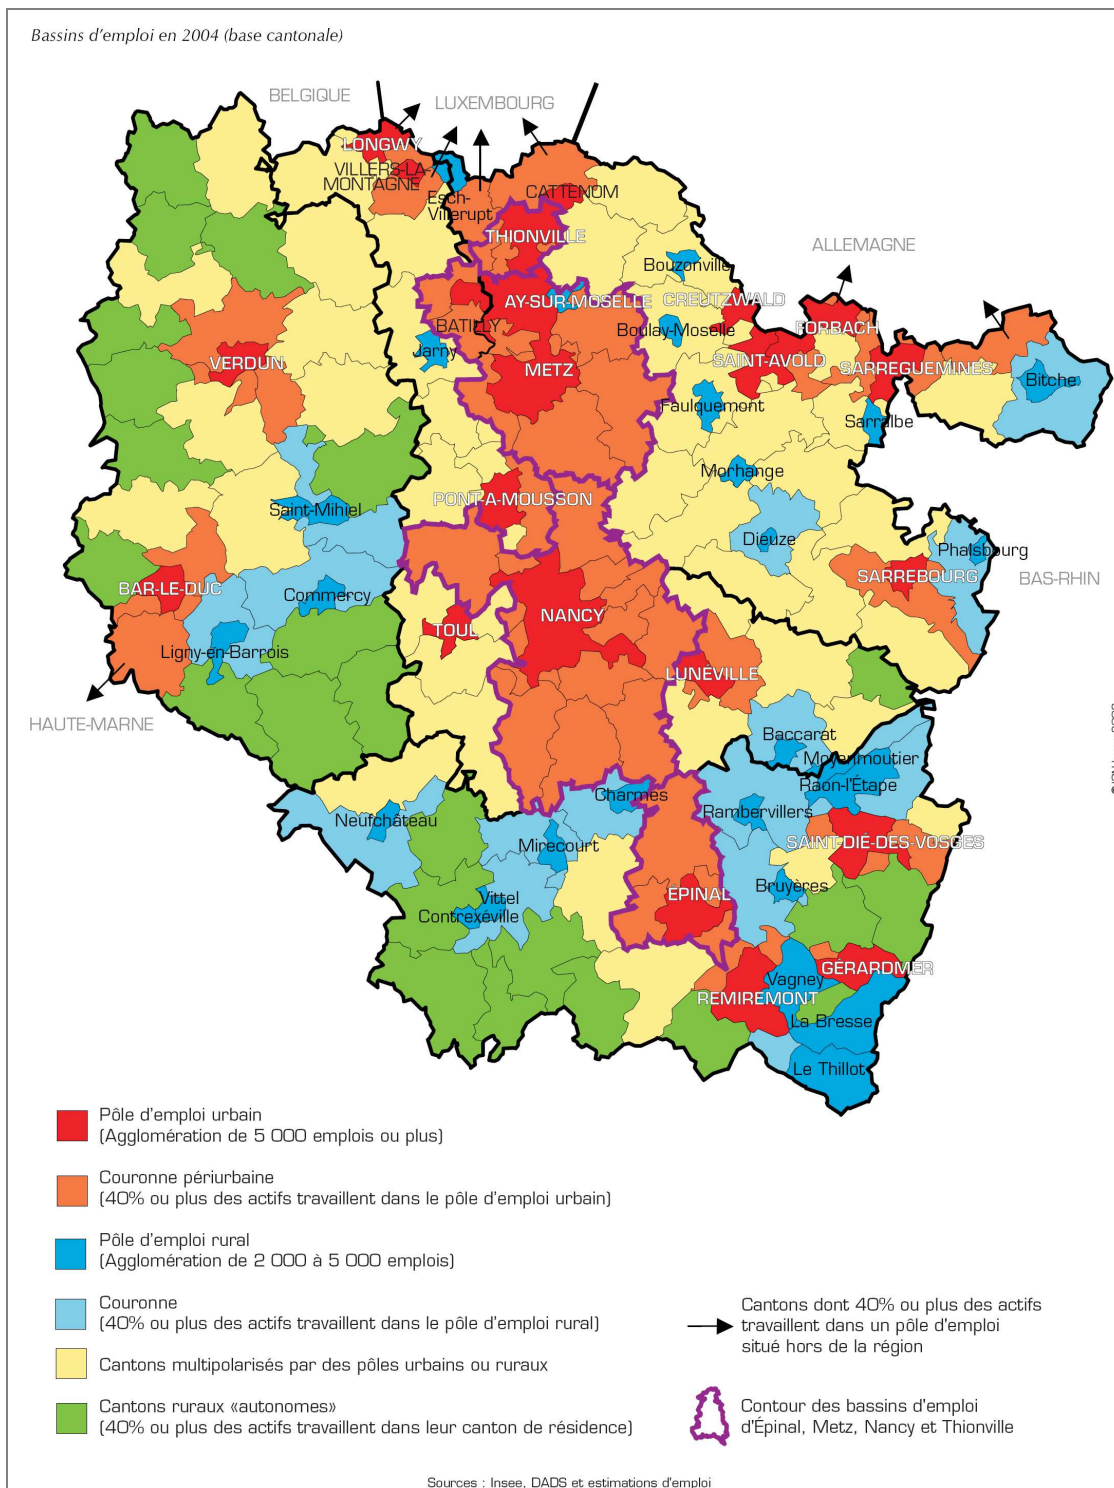 Bassins d'emploi en 2004 (base cantonale)
BELGIQUE
LUXEMBOURG
LONGWY
VILLERS-LA-
MONTAGNE
Esch-
Villerupt
CATTENOM
THIONVILLE
ALLEMAGNE
Bouzonville
AY-SUR-MOSELLE
CREUTZWALD
BATILLY
Boulay-Moselle
FORBACH
Jarny
VERDUN
METZ
SAINT-AVOLD
SARREGUEMINES
Bitche
Faulquemont
Sarralbe
Morhange
PONT-A-MOUSSON
Saint-Mihiel
Dieuze
Phalsbourg
SARREBOURG
BAS-RHIN
BAR-LE-DUC
Commercy
NANCY
TOUL
Ligny-en-Barrois
LUNÉVILLE
HAUTE-MARNE
Baccarat
Moyenmoutier
Raon-l'Étape
Charmes
Rambervillers
Neufchâteau
Mirecourt
SAINT-DIÉ-DES-VOSGES
EPINAL
Bruyères
Vittel
Contrexéville
GÉRARDMER
Vagney
REMIREMONT
La Bresse
Le Thillot
Pôle d'emploi urbain
(Agglomération de 5 000 emplois ou plus)
Couronne périurbaine
(40% ou plus des actifs travaillent dans le pôle d'emploi urbain)
Pôle d'emploi rural
(Agglomération de 2 000 à 5 000 emplois)
Couronne
(40% ou plus des actifs travaillent dans le pôle d'emploi rural)
Cantons multipolarisés par des pôles urbains ou ruraux
Cantons ruraux «autonomes»
(40% ou plus des actifs travaillent dans leur canton de résidence)
Cantons dont 40% ou plus des actifs
travaillent dans un pôle d'emploi
situé hors de la région
Contour des bassins d'emploi
d'Épinal, Metz, Nancy et Thionville
Sources : Insee, DADS et estimations d'emploi